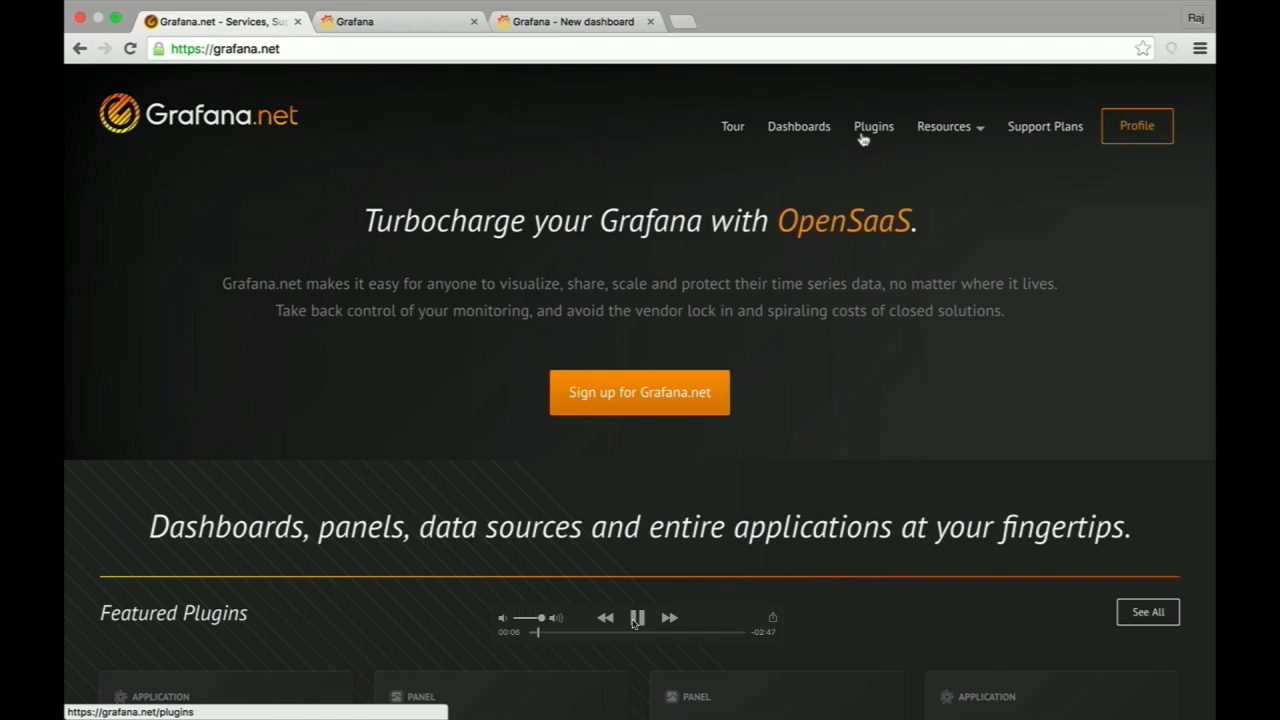 Grafana.net - Services, Su
Grafana
Grafana - New dashboard
Raj
https://grafana.net
Grafana.net
Tour
Dashboards
Plugins
Resources
Support Plans
Profile
Turbocharge your Grafana with OpenSaaS.
Grafana.net makes it easy for anyone to visualize, share, scale and protect their time series data, no matter where it lives.
Take back control of your monitoring, and avoid the vendor lock in and spiraling costs of closed solutions.
Sign up for Grafana.net
Dashboards, panels, data sources and entire applications at your fingertips.
Featured Plugins
See All
00:06
-02:47
APPLICATION
PANEL
PANEL
APPLICATION
https://grafana.net/plugins